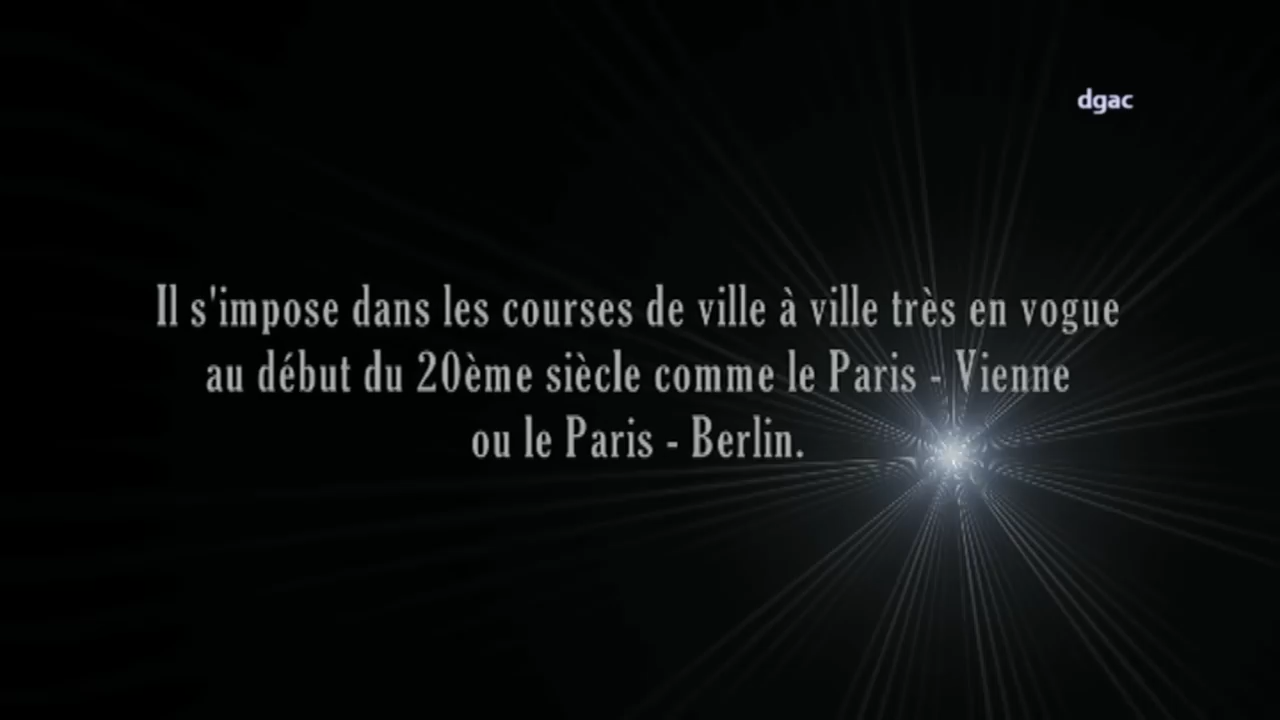 dgac
Il s'impose dans les courses de ville à ville très en vogue
au début du 20ème siècle comme le Paris - Vienne
ou le Paris - Berlin.